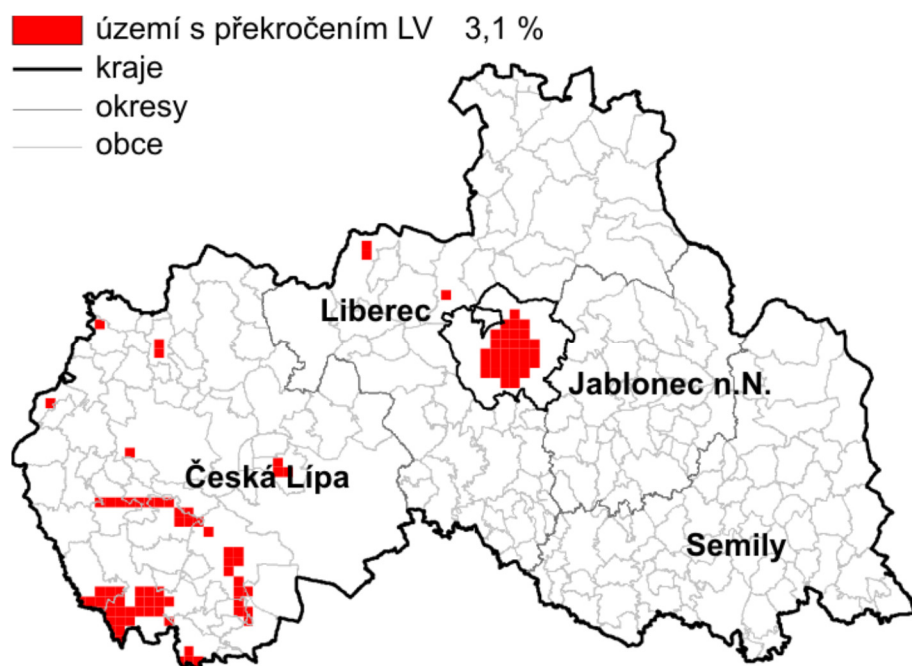 území s překročením LV 3,1 %
kraje
okresy
obce
Liberec
Jablonec n.N.
Česká Lípa
Semily